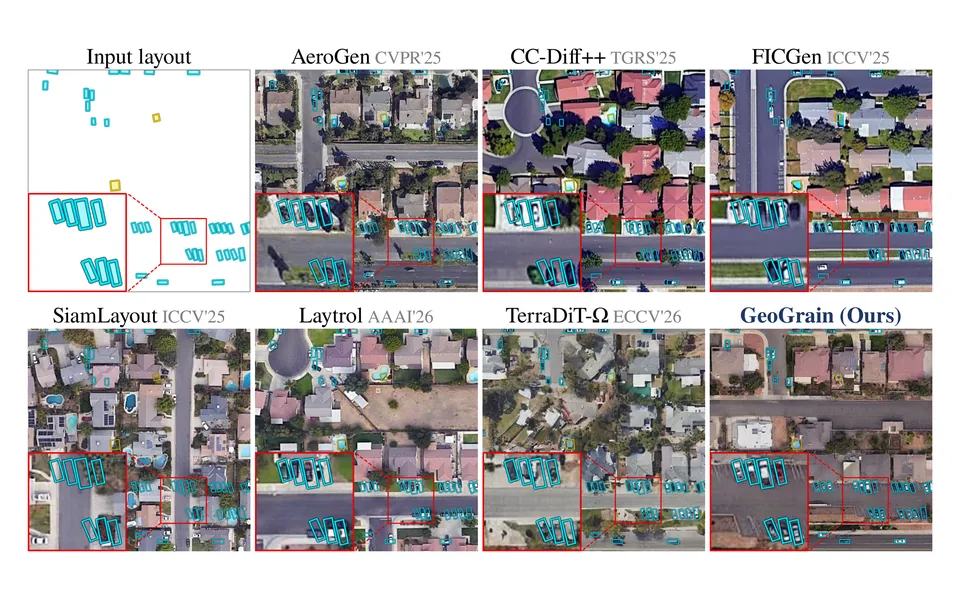 Input layout
AeroGen CVPR'25
CC-Diff++ TGRS'25
FICGen ICCV'25
SiamLayout ICCV'25
Laytrol AAAI'26
TerraDiT-Ω ECCV'26
GeoGrain (Ours)